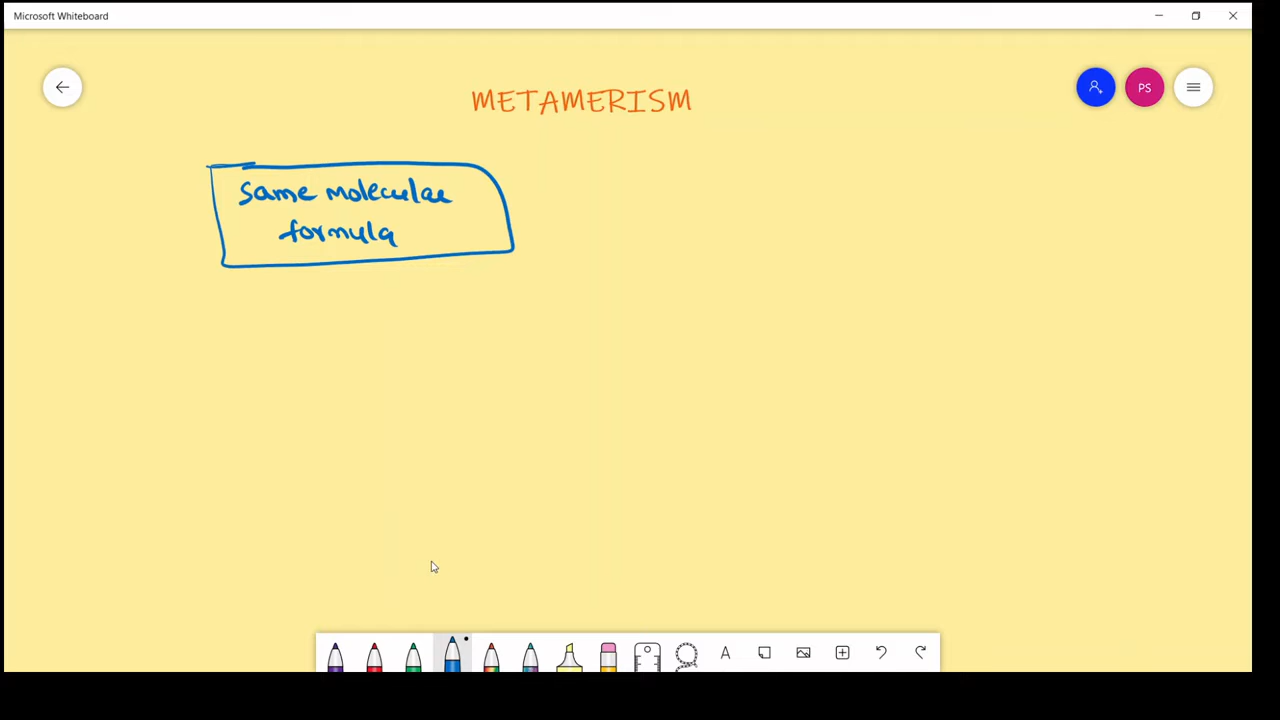 Microsoft Whiteboard
PS
METAMERISM
Same molecular
formula
A